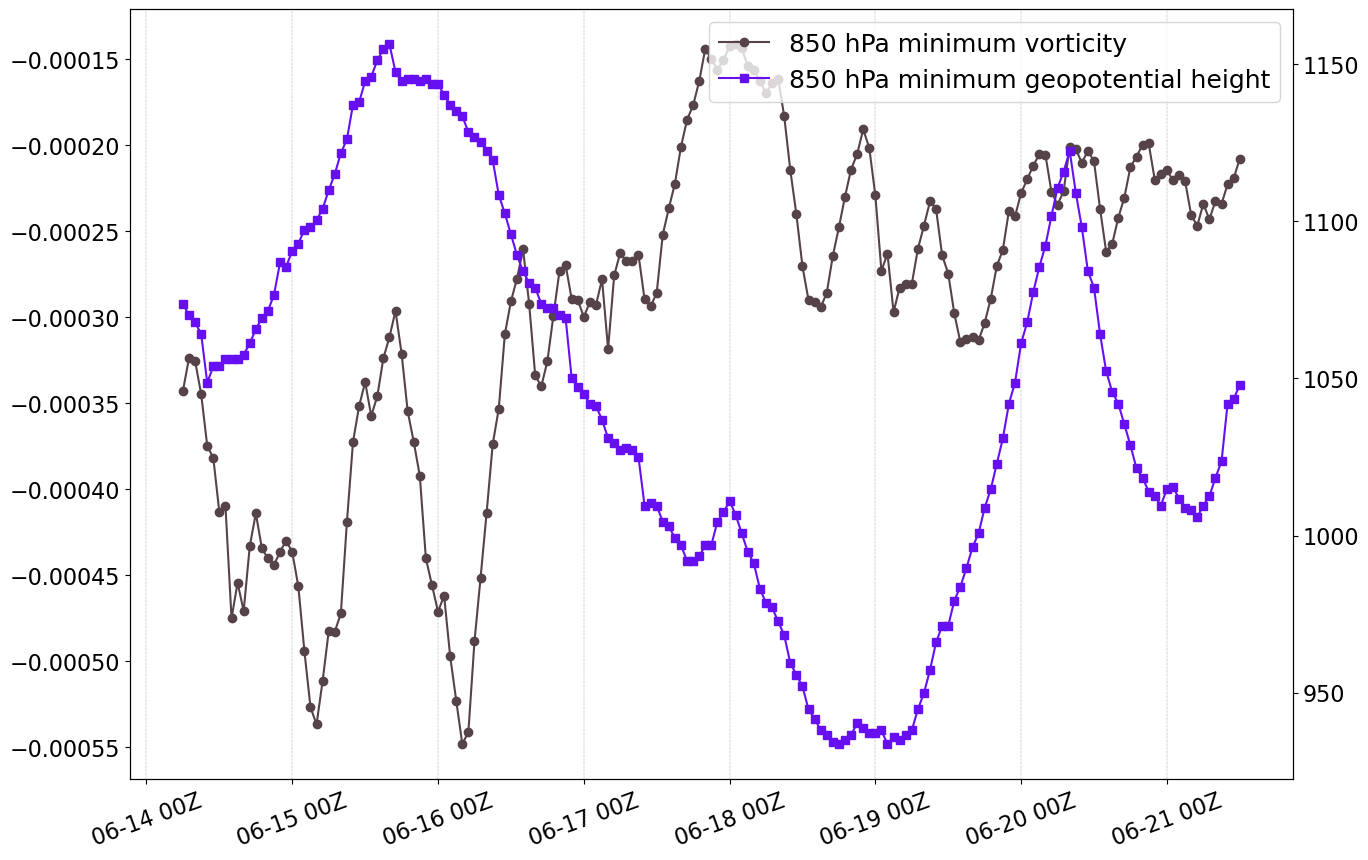 850 hPa minimum vorticity
850 hPa minimum geopotential height
−0.00015
−0.00020
−0.00025
−0.00030
−0.00035
−0.00040
−0.00045
−0.00050
−0.00055
1150
1100
1050
1000
950
06-14 00Z
06-15 00Z
06-16 00Z
06-17 00Z
06-18 00Z
06-19 00Z
06-20 00Z
06-21 00Z